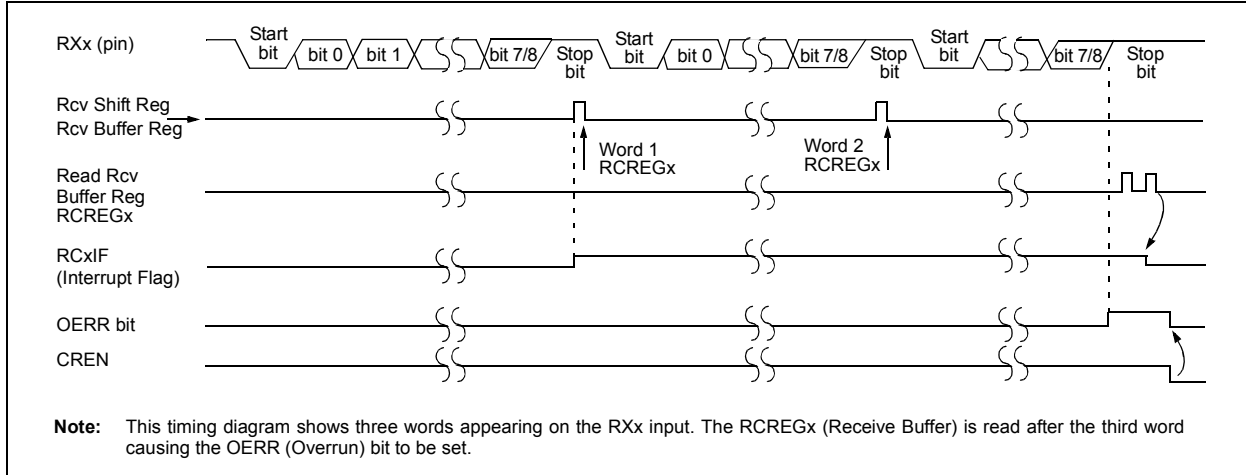 RXx (pin)
Start
bit
bit 0
bit 1
bit 7/8
Stop
bit
Start
bit
bit 0
bit 7/8
Stop
bit
Start
bit
bit 7/8
Stop
bit
Rcv Shift Reg
Rcv Buffer Reg
Word 1
RCREGx
Word 2
RCREGx
Read Rcv
Buffer Reg
RCREGx
RCxIF
(Interrupt Flag)
OERR bit
CREN
Note: This timing diagram shows three words appearing on the RXx input. The RCREGx (Receive Buffer) is read after the third word
causing the OERR (Overrun) bit to be set.